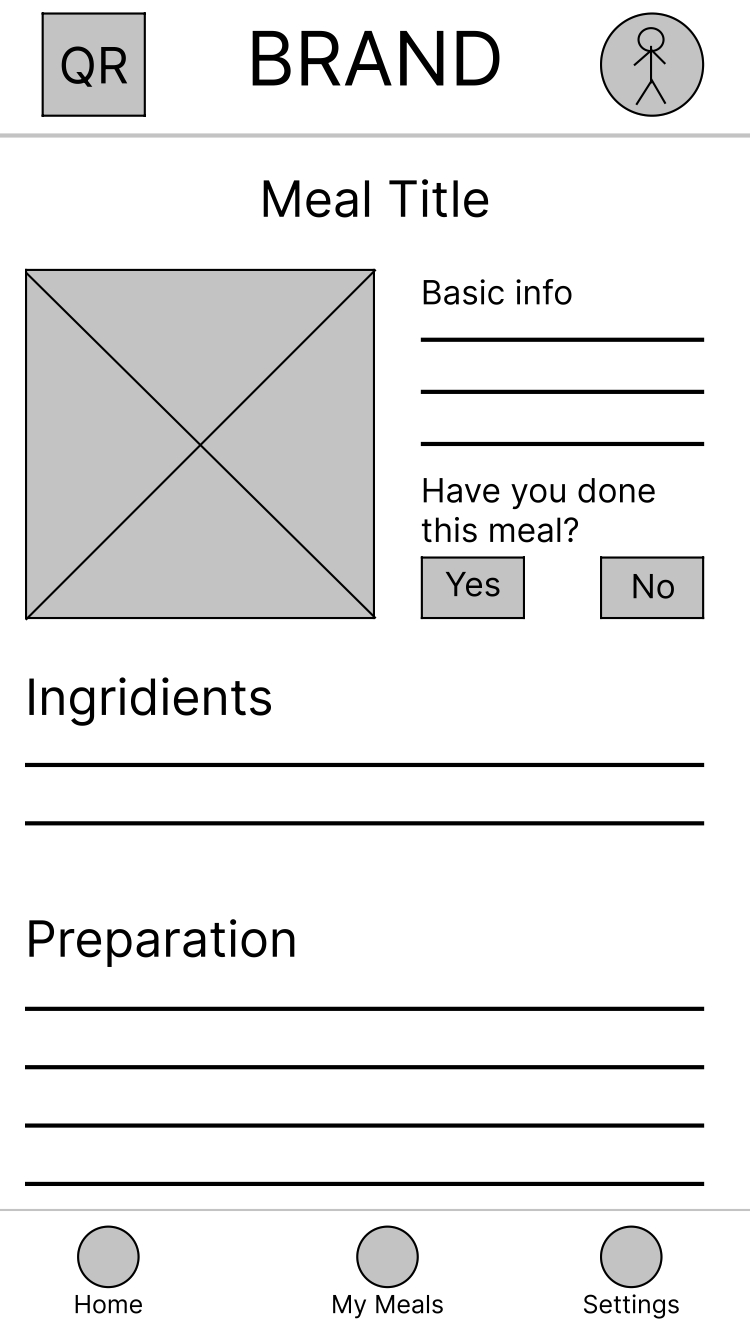 QR
BRAND
Meal Title
Basic info
Have you done
this meal?
Yes
No
Ingridients
Preparation
Home
My Meals
Settings